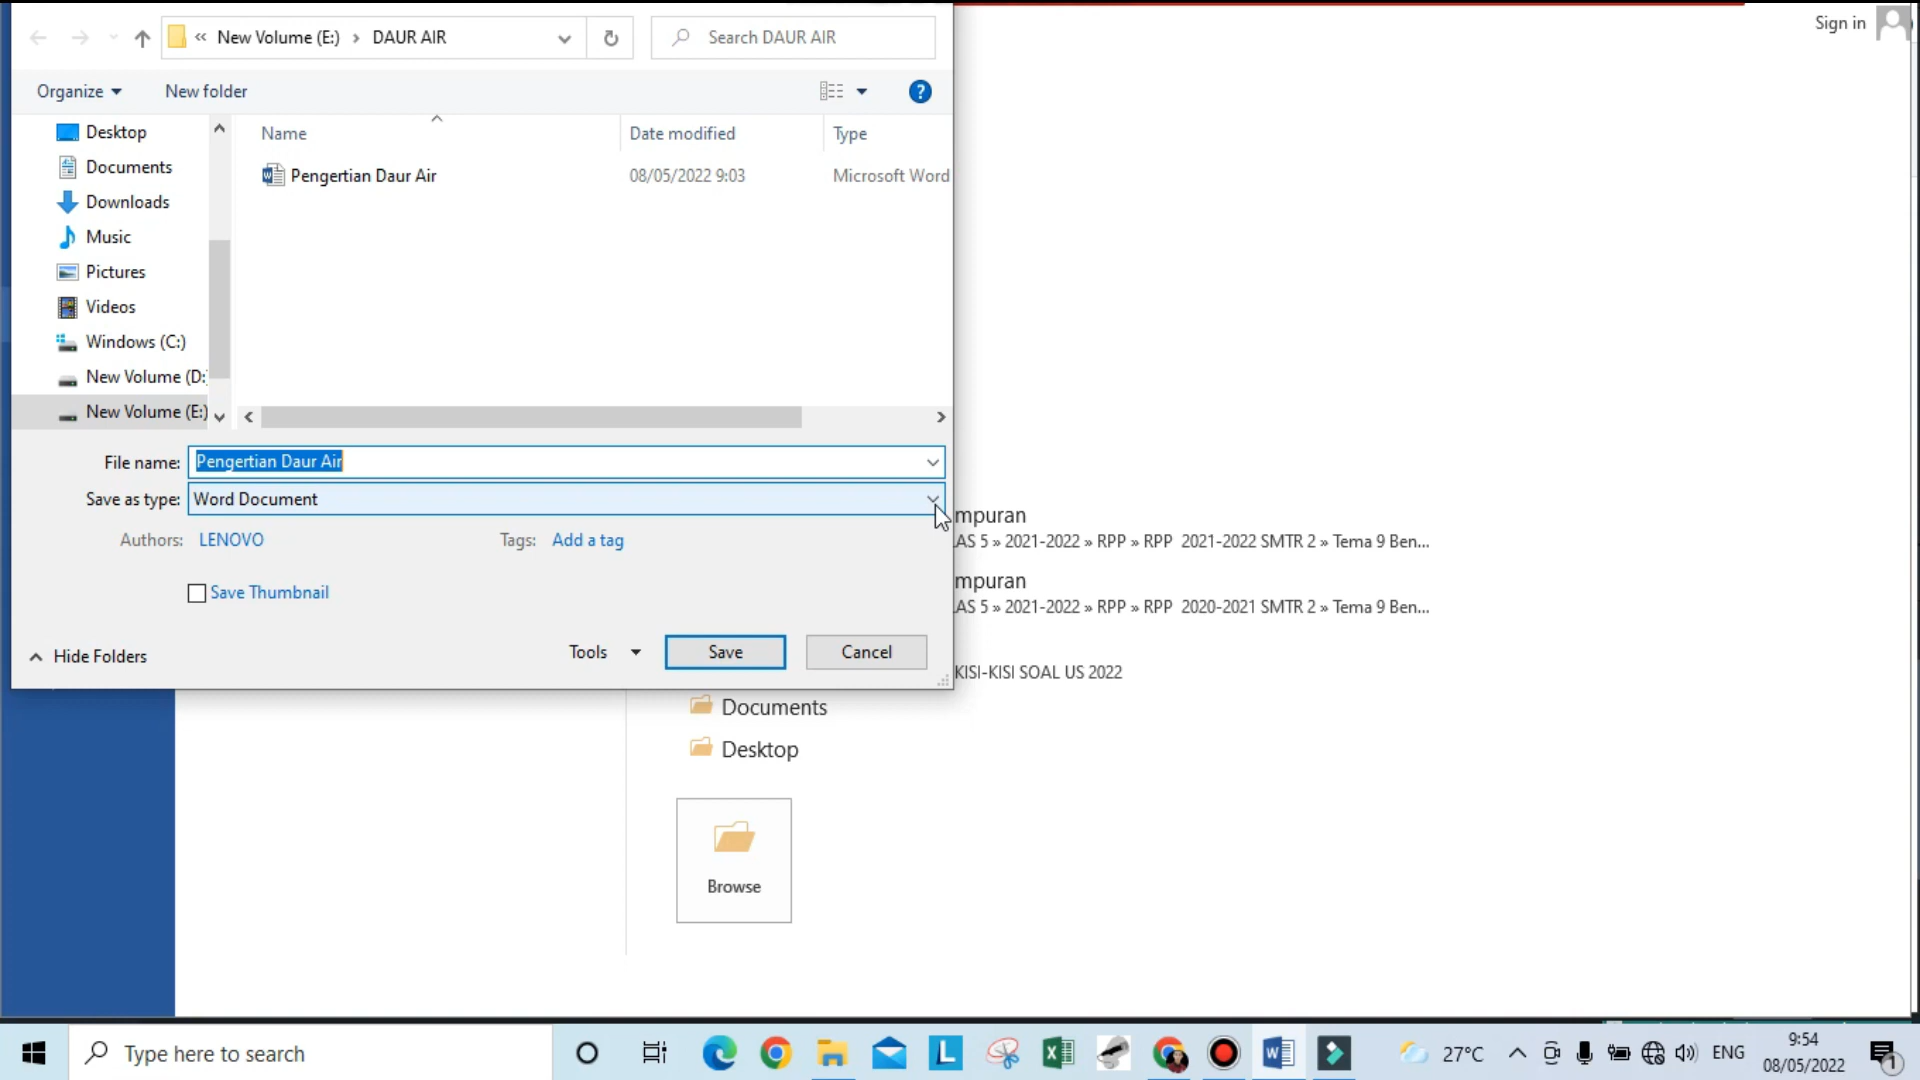 Sign in
« New Volume (E:) › DAUR AIR
Search DAUR AIR
Organize
New folder
?
Desktop
Documents
Downloads
Music
Pictures
Videos
Windows (C:)
New Volume (D:
New Volume (E:)
Name
Date modified
Type
Pengertian Daur Air
08/05/2022 9:03
Microsoft Word
File name: Pengertian Daur Air
Save as type: Word Document
Authors: LENOVO
Tags: Add a tag
Save Thumbnail
Hide Folders
Tools
Save
Cancel
mpuran
AS 5 » 2021-2022 » RPP » RPP 2021-2022 SMTR 2 » Tema 9 Ben...
mpuran
AS 5 » 2021-2022 » RPP » RPP 2020-2021 SMTR 2 » Tema 9 Ben...
KISI-KISI SOAL US 2022
Documents
Desktop
Browse
Type here to search
27°C
ENG
9:54
08/05/2022
1